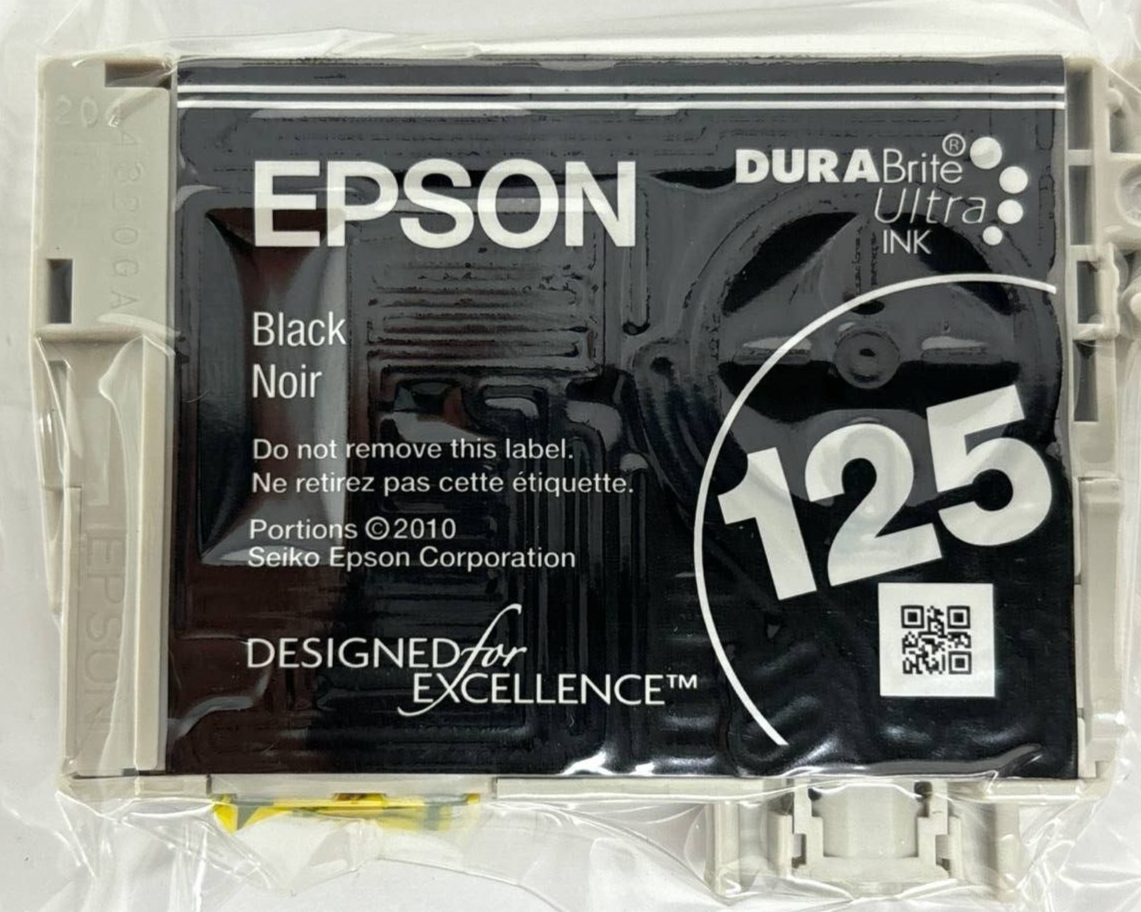 EPSON
DURABrite®
Ultra
INK
Black
Noir
125
Do not remove this label.
Ne retirez pas cette étiquette.
Portions ©2010
Seiko Epson Corporation
DESIGNED for
EXCELLENCE™
EPSON